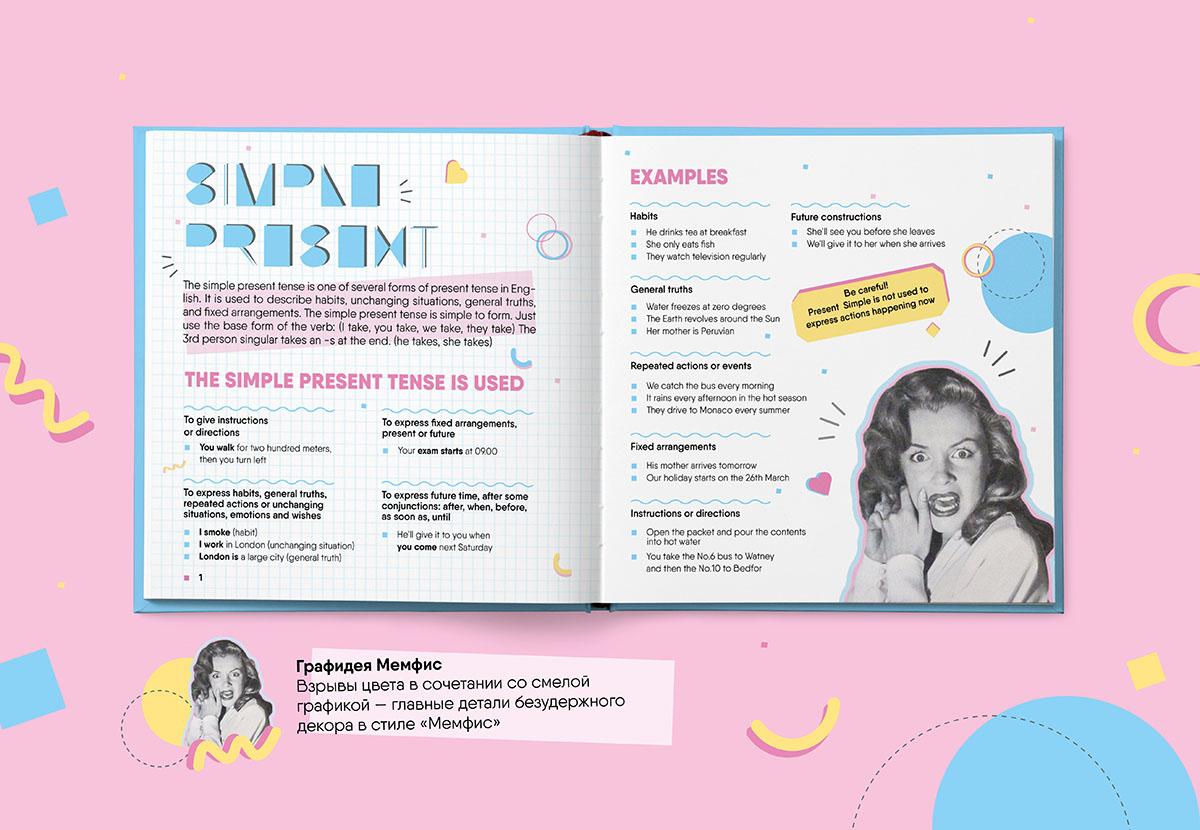 SIMPLE
PRESENT
The simple present tense is one of several forms of present tense in Eng-
lish. It is used to describe habits, unchanging situations, general truths,
and fixed arrangements. The simple present tense is simple to form. Just
use the base form of the verb: (I take, you take, we take, they take) The
3rd person singular takes an -s at the end. (he takes, she takes)
THE SIMPLE PRESENT TENSE IS USED
To give instructions
or directions
You walk for two hundred meters,
then you turn left
To express habits, general truths,
repeated actions or unchanging
situations, emotions and wishes
I smoke (habit)
I work in London (unchanging situation)
London is a large city (general truth)
To express fixed arrangements,
present or future
Your exam starts at 09.00
To express future time, after some
conjunctions: after, when, before,
as soon as, until
He'll give it to you when
you come next Saturday
1
EXAMPLES
Habits
He drinks tea at breakfast
She only eats fish
They watch television regularly
General truths
Water freezes at zero degrees
The Earth revolves around the Sun
Her mother is Peruvian
Repeated actions or events
We catch the bus every morning
It rains every afternoon in the hot season
They drive to Monaco every summer
Fixed arrangements
His mother arrives tomorrow
Our holiday starts on the 26th March
Instructions or directions
Open the packet and pour the contents
into hot water
You take the No.6 bus to Watney
and then the No.10 to Bedfor
Future constructions
She'll see you before she leaves
We'll give it to her when she arrives
Be careful!
Present Simple is not used to
express actions happening now
Графидея Мемфис
Взрывы цвета в сочетании со смелой
графикой — главные детали безудержного
декора в стиле «Мемфис»